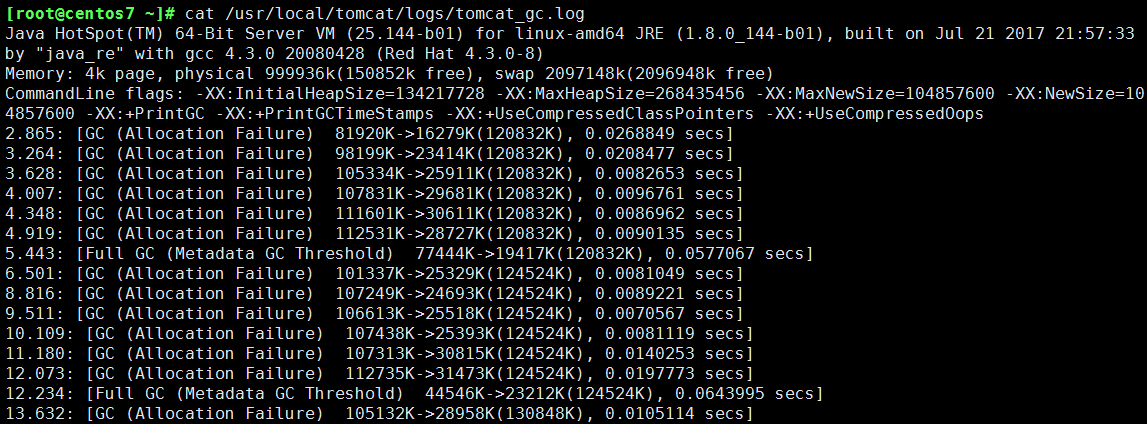 [root@centos7 ~]# cat /usr/local/tomcat/logs/tomcat_gc.log
Java HotSpot(TM) 64-Bit Server VM (25.144-b01) for linux-amd64 JRE (1.8.0_144-b01), built on Jul 21 2017 21:57:33
by "java_re" with gcc 4.3.0 20080428 (Red Hat 4.3.0-8)
Memory: 4k page, physical 999936k(150852k free), swap 2097148k(2096948k free)
CommandLine flags: -XX:InitialHeapSize=134217728 -XX:MaxHeapSize=268435456 -XX:MaxNewSize=104857600 -XX:NewSize=10
4857600 -XX:+PrintGC -XX:+PrintGCTimeStamps -XX:+UseCompressedClassPointers -XX:+UseCompressedOops
2.865: [GC (Allocation Failure)  81920K->16279K(120832K), 0.0268849 secs]
3.264: [GC (Allocation Failure)  98199K->23414K(120832K), 0.0208477 secs]
3.628: [GC (Allocation Failure)  105334K->25911K(120832K), 0.0082653 secs]
4.007: [GC (Allocation Failure)  107831K->29681K(120832K), 0.0096761 secs]
4.348: [GC (Allocation Failure)  111601K->30611K(120832K), 0.0086962 secs]
4.919: [GC (Allocation Failure)  112531K->28727K(120832K), 0.0090135 secs]
5.443: [Full GC (Metadata GC Threshold)  77444K->19417K(120832K), 0.0577067 secs]
6.501: [GC (Allocation Failure)  101337K->25329K(124524K), 0.0081049 secs]
8.816: [GC (Allocation Failure)  107249K->24693K(124524K), 0.0089221 secs]
9.511: [GC (Allocation Failure)  106613K->25518K(124524K), 0.0070567 secs]
10.109: [GC (Allocation Failure)  107438K->25393K(124524K), 0.0081119 secs]
11.180: [GC (Allocation Failure)  107313K->30815K(124524K), 0.0140253 secs]
12.073: [GC (Allocation Failure)  112735K->31473K(124524K), 0.0197773 secs]
12.234: [Full GC (Metadata GC Threshold)  44546K->23212K(124524K), 0.0643995 secs]
13.632: [GC (Allocation Failure)  105132K->28958K(130848K), 0.0105114 secs]